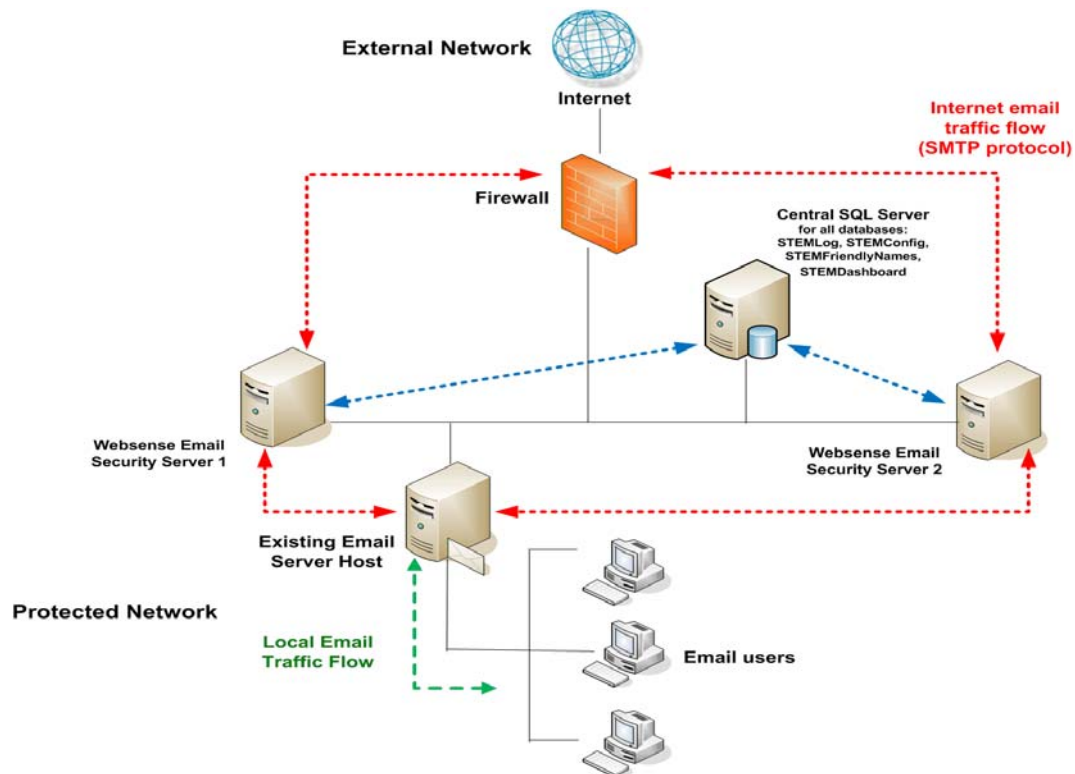 External Network
Internet
Internet email
traffic flow
(SMTP protocol)
Firewall
Central SQL Server
for all databases:
STEMLog, STEMConfig,
STEMFriendlyNames,
STEMDashboard
Websense Email
Security Server 1
Websense Email
Security Server 2
Existing Email
Server Host
Protected Network
Local Email
Traffic Flow
Email users